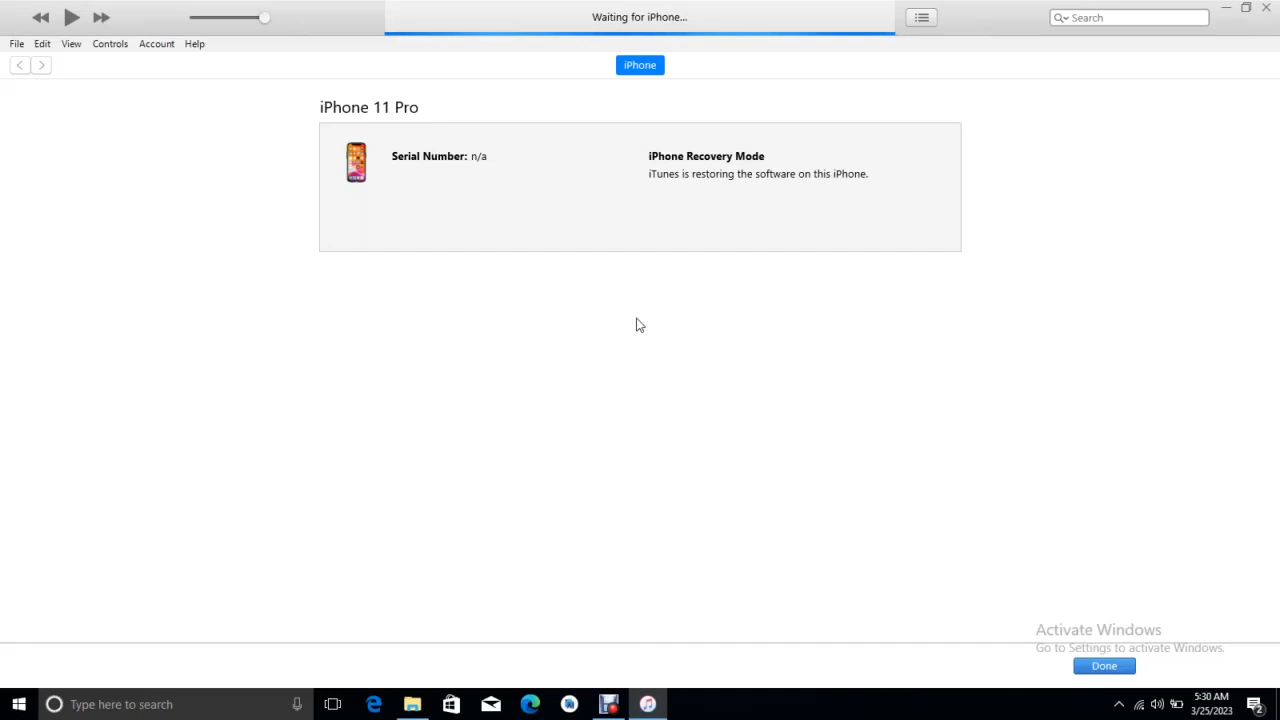 Waiting for iPhone...
Search
File Edit View Controls Account Help
iPhone
iPhone 11 Pro
Serial Number: n/a
iPhone Recovery Mode
iTunes is restoring the software on this iPhone.
Activate Windows
Go to Settings to activate Windows.
Done
Type here to search
5:30 AM
3/25/2023
2